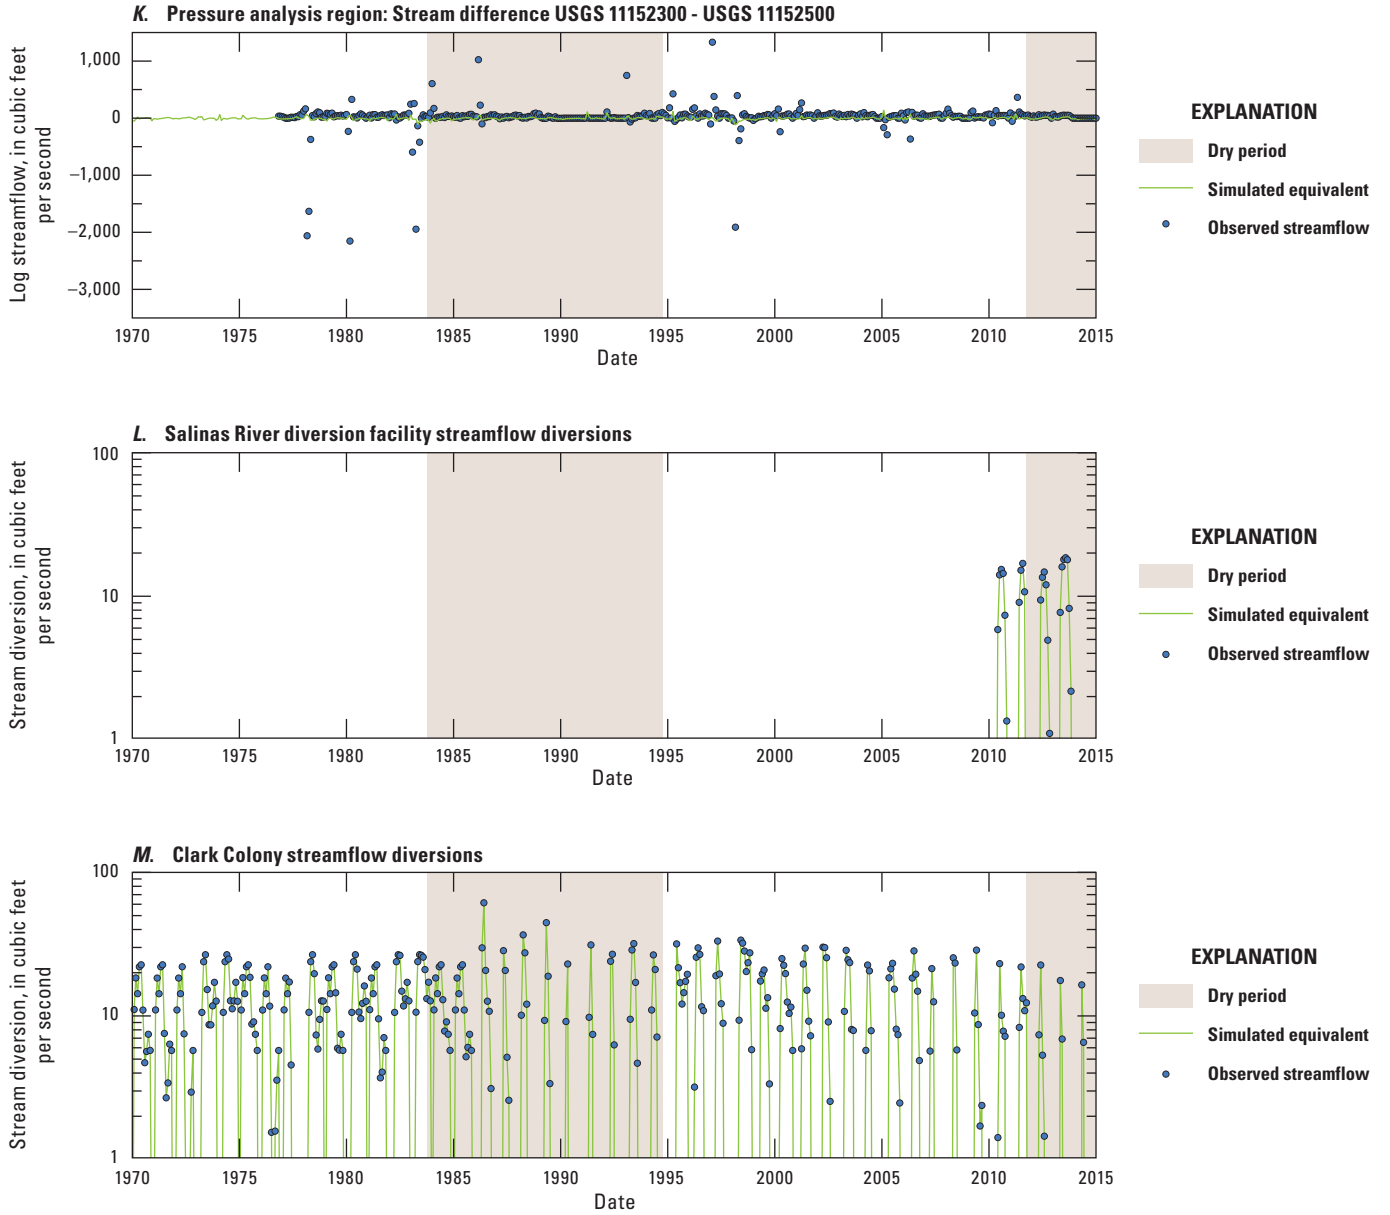 K. Pressure analysis region: Stream difference USGS 11152300 - USGS 11152500
Log streamflow, in cubic feet
per second
1,000
0
–1,000
–2,000
–3,000
1970 1975 1980 1985 1990 1995 2000 2005 2010 2015
Date
EXPLANATION
Dry period
Simulated equivalent
Observed streamflow
L. Salinas River diversion facility streamflow diversions
Stream diversion, in cubic feet
per second
100
10
1
1970 1975 1980 1985 1990 1995 2000 2005 2010 2015
Date
EXPLANATION
Dry period
Simulated equivalent
Observed streamflow
M. Clark Colony streamflow diversions
Stream diversion, in cubic feet
per second
100
10
1
1970 1975 1980 1985 1990 1995 2000 2005 2010 2015
Date
EXPLANATION
Dry period
Simulated equivalent
Observed streamflow